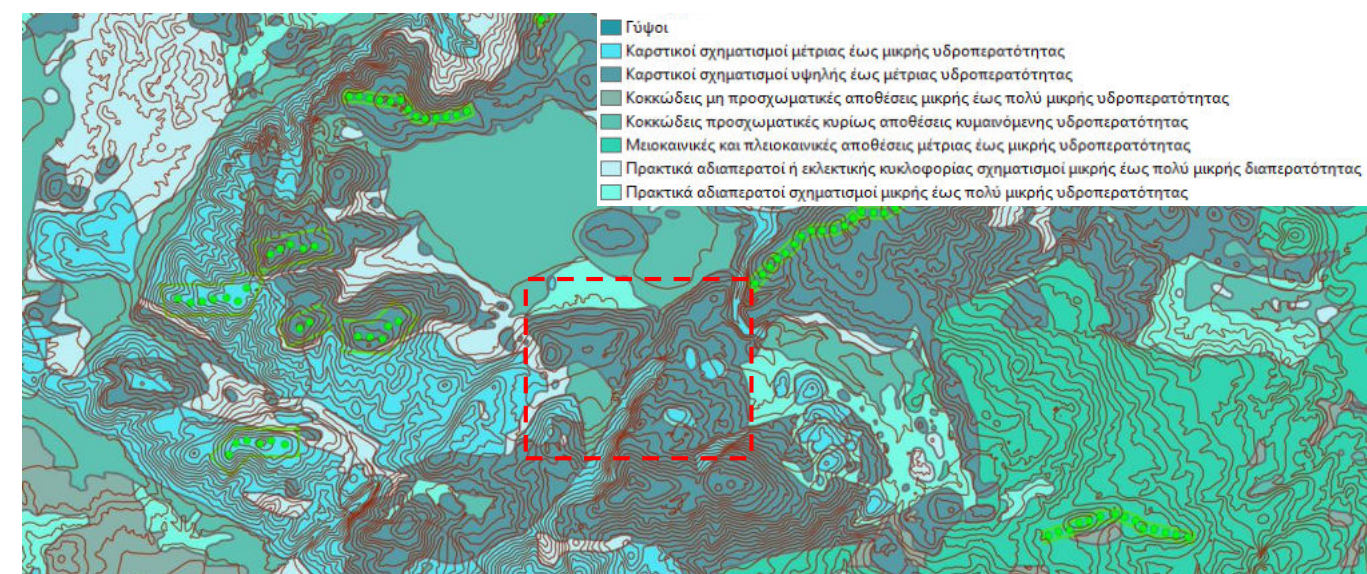 Γύψοι
Καρστικοί σχηματισμοί μέτριας έως μικρής υδροπερατότητας
Καρστικοί σχηματισμοί υψηλής έως μέτριας υδροπερατότητας
Κοκκώδεις μη προσχωματικές αποθέσεις μικρής έως πολύ μικρής υδροπερατότητας
Κοκκώδεις προσχωματικές κυρίως αποθέσεις κυμαινόμενης υδροπερατότητας
Μειοκαινικές και πλειοκαινικές αποθέσεις μέτριας έως μικρής υδροπερατότητας
Πρακτικά αδιαπερατοί ή εκλεκτικής κυκλοφορίας σχηματισμοί μικρής έως πολύ μικρής διαπερατότητας
Πρακτικά αδιαπερατοί σχηματισμοί μικρής έως πολύ μικρής υδροπερατότητας